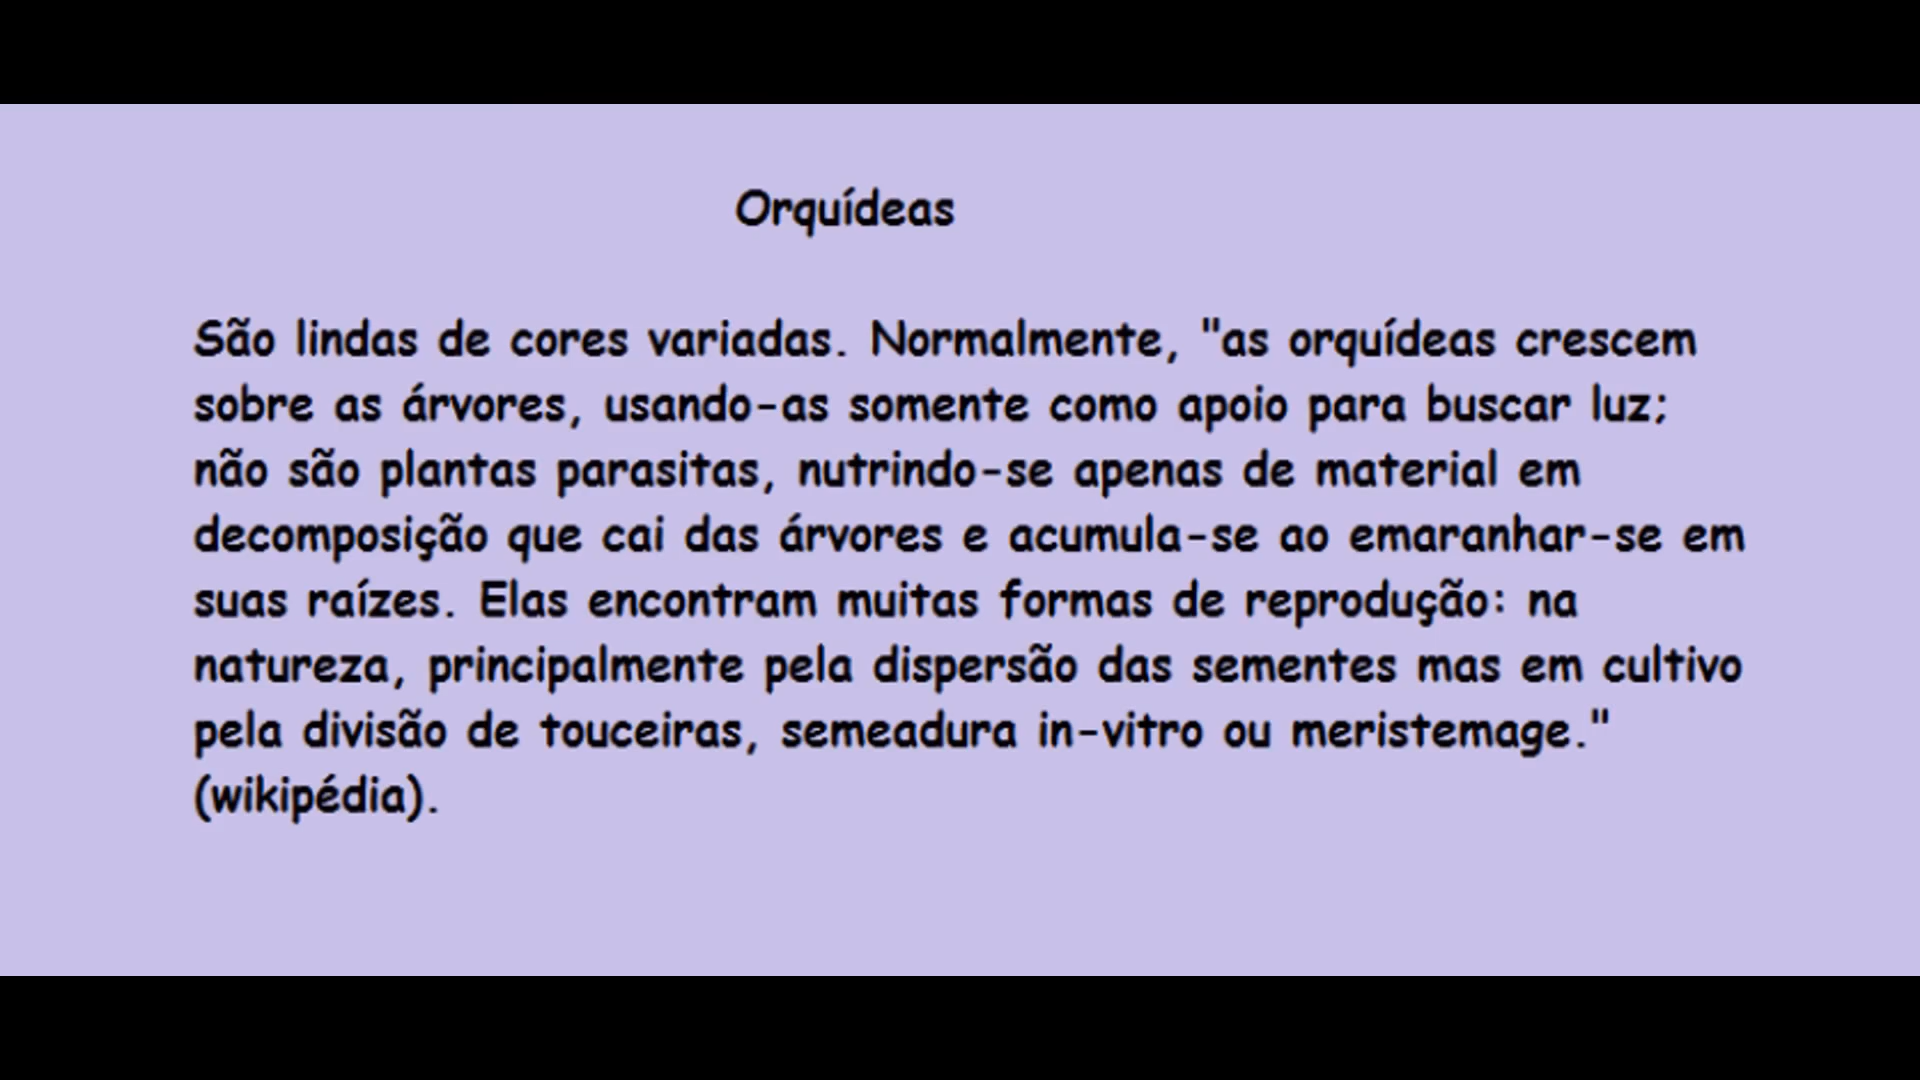 Orquídeas
São lindas de cores variadas. Normalmente, "as orquídeas crescem
sobre as árvores, usando-as somente como apoio para buscar luz;
não são plantas parasitas, nutrindo-se apenas de material em
decomposição que cai das árvores e acumula-se ao emaranhar-se em
suas raízes. Elas encontram muitas formas de reprodução: na
natureza, principalmente pela dispersão das sementes mas em cultivo
pela divisão de touceiras, semeadura in-vitro ou meristemage."
(wikipédia).